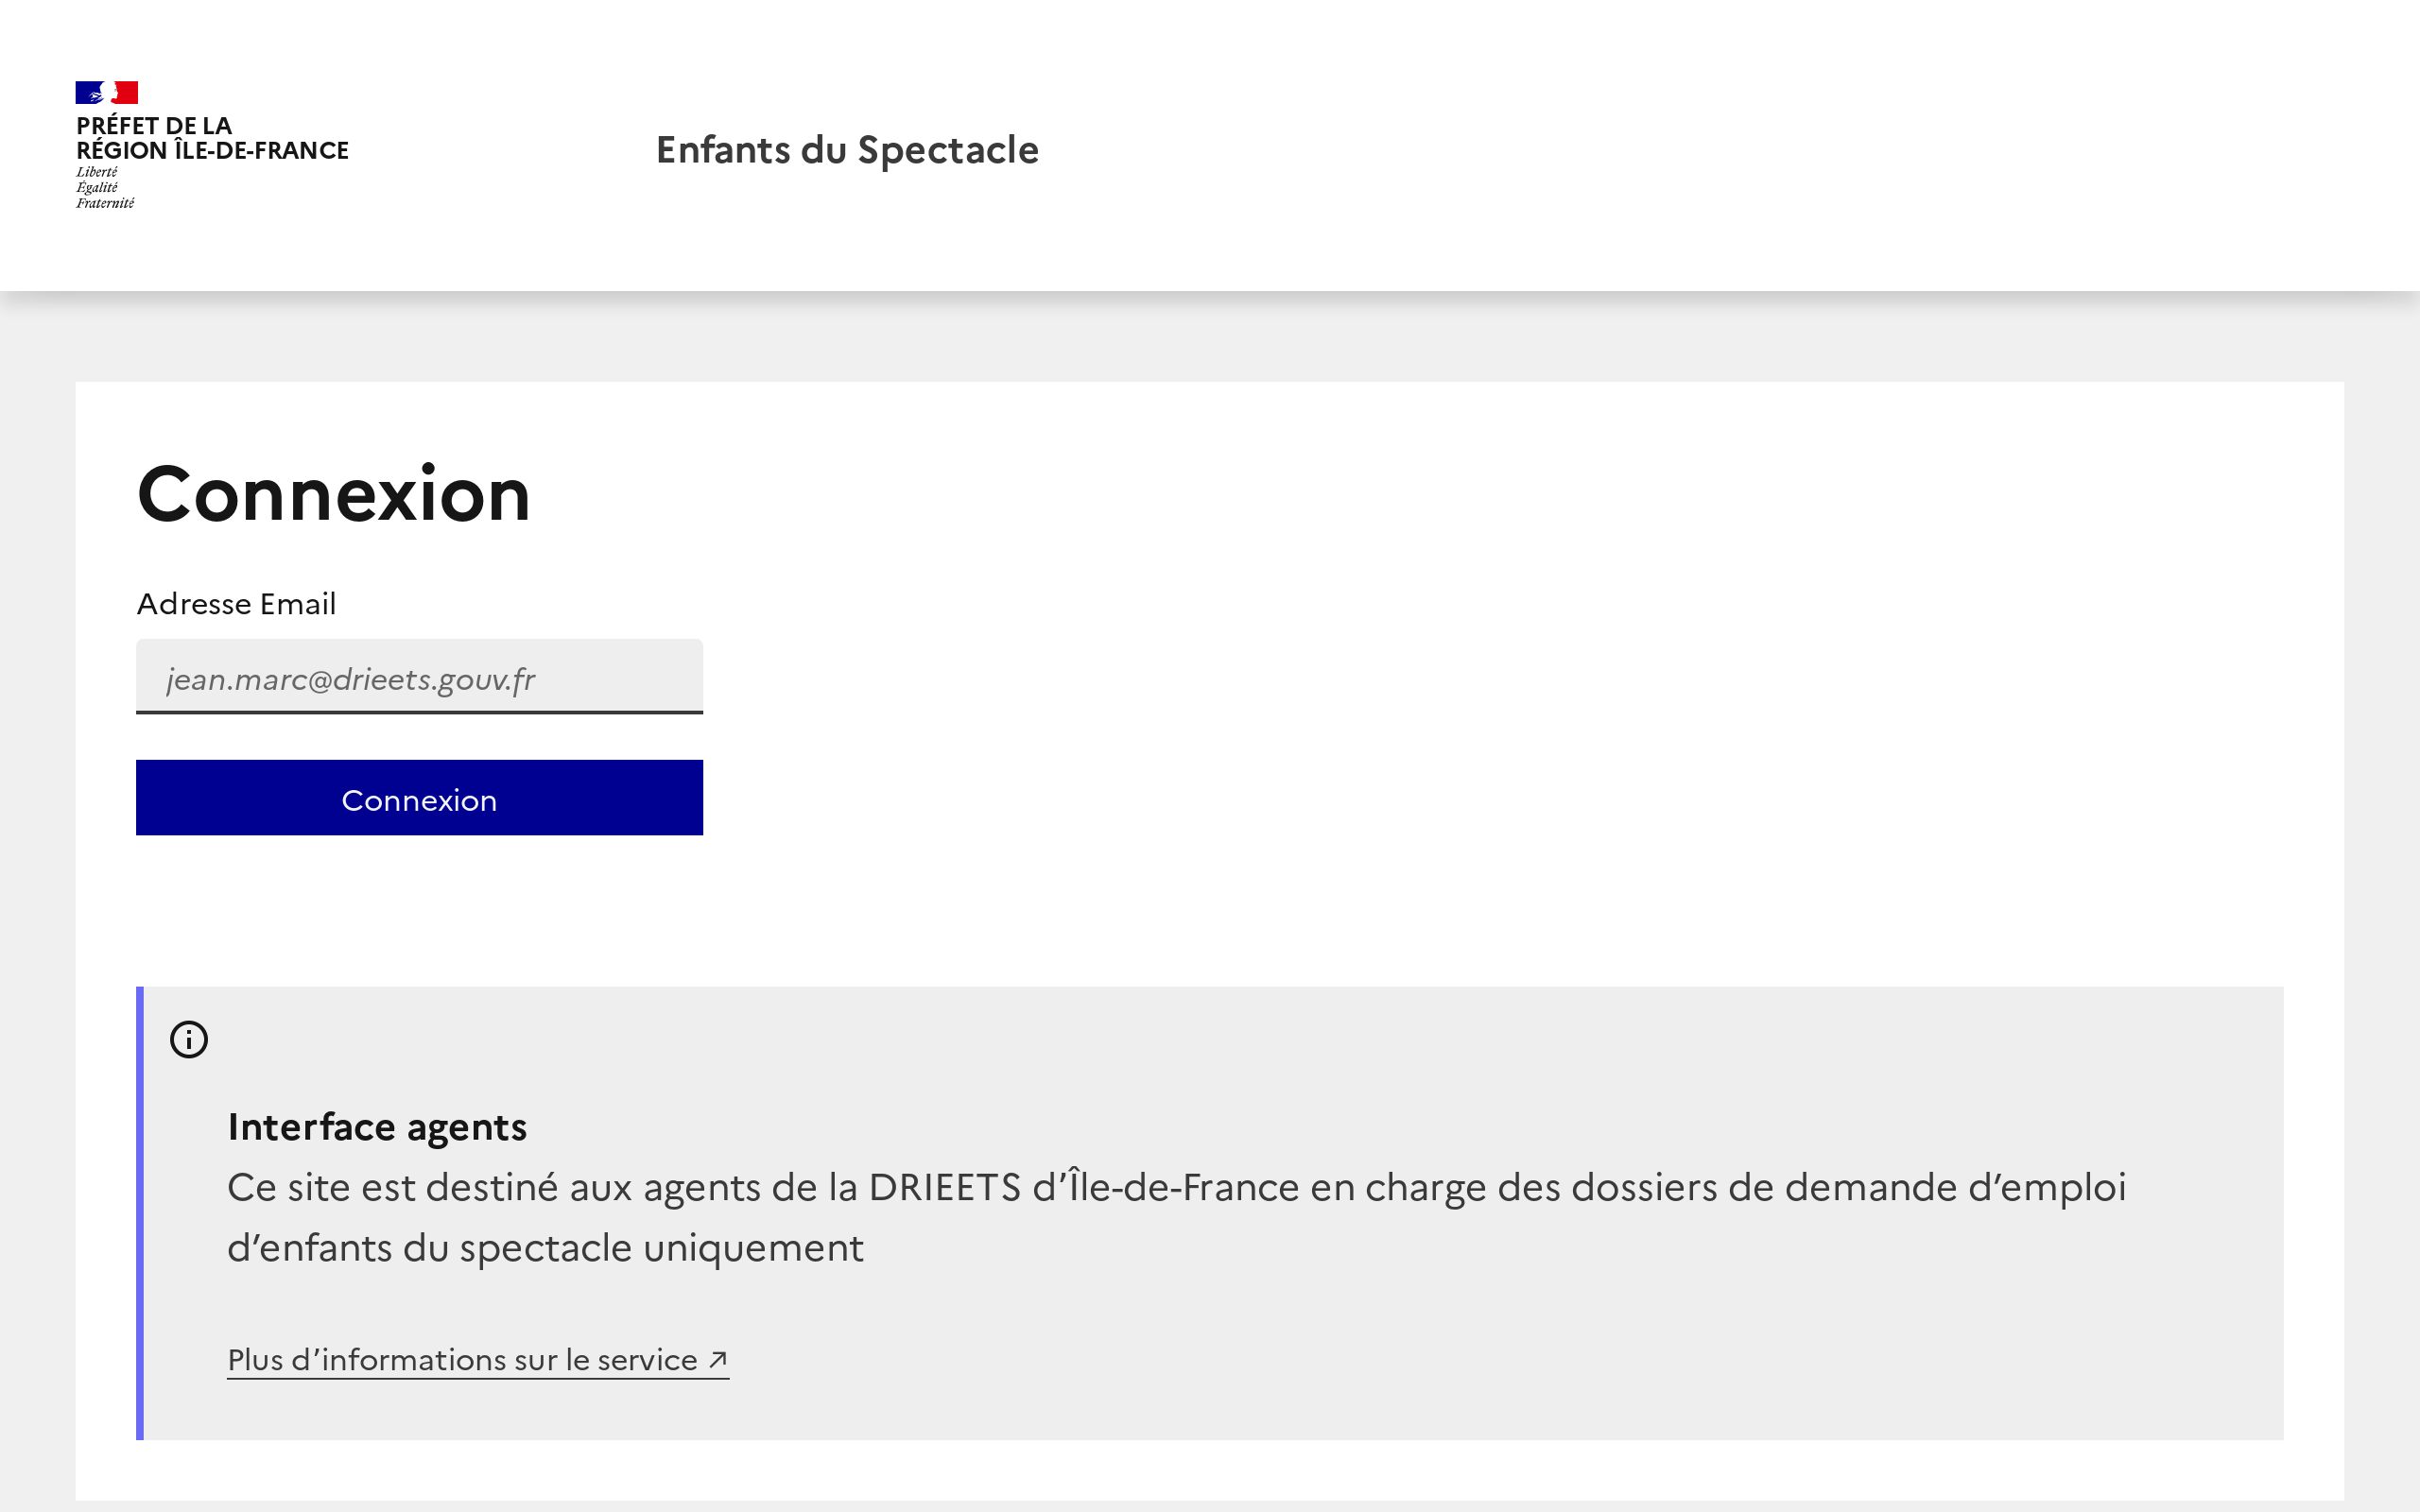 PRÉFET DE LA
RÉGION ÎLE-DE-FRANCE
Liberté
Égalité
Fraternité
Enfants du Spectacle
Connexion
Adresse Email
jean.marc@drieets.gouv.fr
Connexion
Interface agents
Ce site est destiné aux agents de la DRIEETS d’Île-de-France en charge des dossiers de demande d’emploi
d’enfants du spectacle uniquement
Plus d’informations sur le service